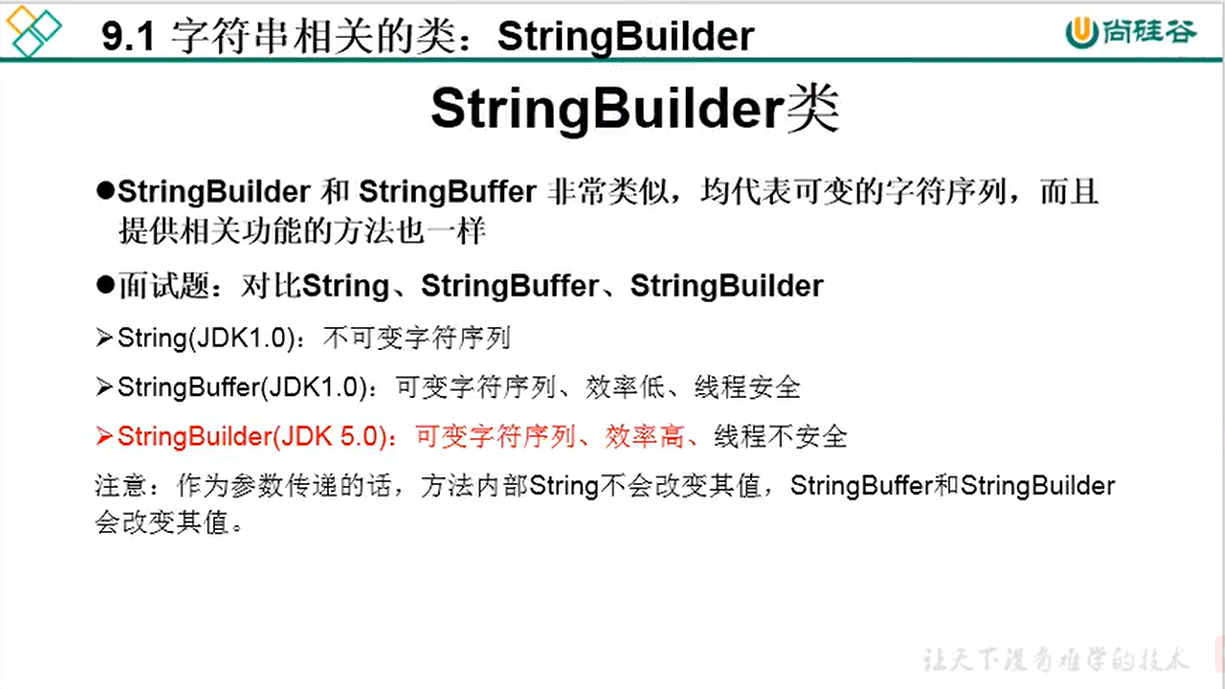 9.1 字符串相关的类：StringBuilder
尚硅谷
StringBuilder类
●StringBuilder 和 StringBuffer 非常类似，均代表可变的字符序列，而且
提供相关功能的方法也一样
●面试题：对比String、StringBuffer、StringBuilder
➢String(JDK1.0)：不可变字符序列
➢StringBuffer(JDK1.0)：可变字符序列、效率低、线程安全
➢StringBuilder(JDK 5.0)：可变字符序列、效率高、线程不安全
注意：作为参数传递的话，方法内部String不会改变其值，StringBuffer和StringBuilder
会改变其值。
让天下没有难学的技术